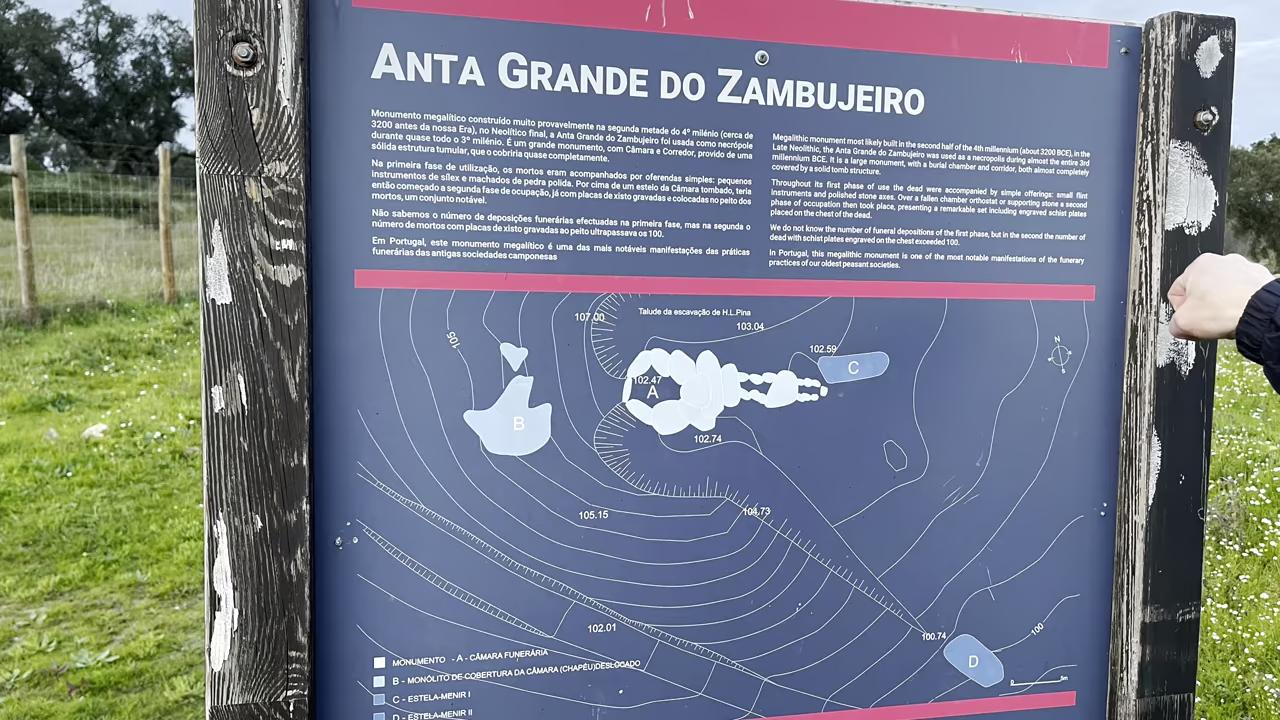 ANTA GRANDE DO ZAMBUJEIRO
Monumento megalítico construído muito provavelmente na segunda metade do 4º milénio (cerca de
3200 antes da nossa Era), no Neolítico final, a Anta Grande do Zambujeiro foi usada como necrópole
durante quase todo o 3º milénio. É um grande monumento, com Câmara e Corredor, provido de uma
sólida estrutura tumular, que o cobriria quase completamente.
Na primeira fase de utilização, os mortos eram acompanhados por oferendas simples: pequenos
instrumentos de sílex e machados de pedra polida. Por cima de um esteio da Câmara tombado, teria
então começado a segunda fase de ocupação, já com placas de xisto gravadas e colocadas no peito dos
mortos, um conjunto notável.
Não sabemos o número de deposições funerárias efectuadas na primeira fase, mas na segunda o
número de mortos com placas de xisto gravadas ao peito ultrapassava os 100.
Em Portugal, este monumento megalítico é uma das mais notáveis manifestações das práticas
funerárias das antigas sociedades camponesas
Megalithic monument most likely built in the second half of the 4th millennium (about 3200 BCE), in the
Late Neolithic, the Anta Grande do Zambujeiro was used as a necropolis during almost the entire 3rd
millennium BCE. It is a large monument, with a burial chamber and corridor, both almost completely
covered by a solid tomb structure.
Throughout its first phase of use the dead were accompanied by simple offerings: small flint
instruments and polished stone axes. Over a fallen chamber orthostat or supporting stone a second
phase of occupation then took place, presenting a remarkable set including engraved schist plates
placed on the chest of the dead.
We do not know the number of funeral depositions of the first phase, but in the second the number of
dead with schist plates engraved on the chest exceeded 100.
In Portugal, this megalithic monument is one of the most notable manifestations of the funerary
practices of our oldest peasant societies.
107.00
Talude da escavação de H.L.Pina
103.04
105
102.59
N
C
102.47
A
B
102.74
105.15
104.73
102.01
100.74
100
D
0
5m
MONUMENTO - A - CÂMARA FUNERÁRIA
B - MONÓLITO DE COBERTURA DA CÂMARA (CHAPÉU)DESLOCADO
C - ESTELA-MENIR I
D - ESTELA-MENIR II